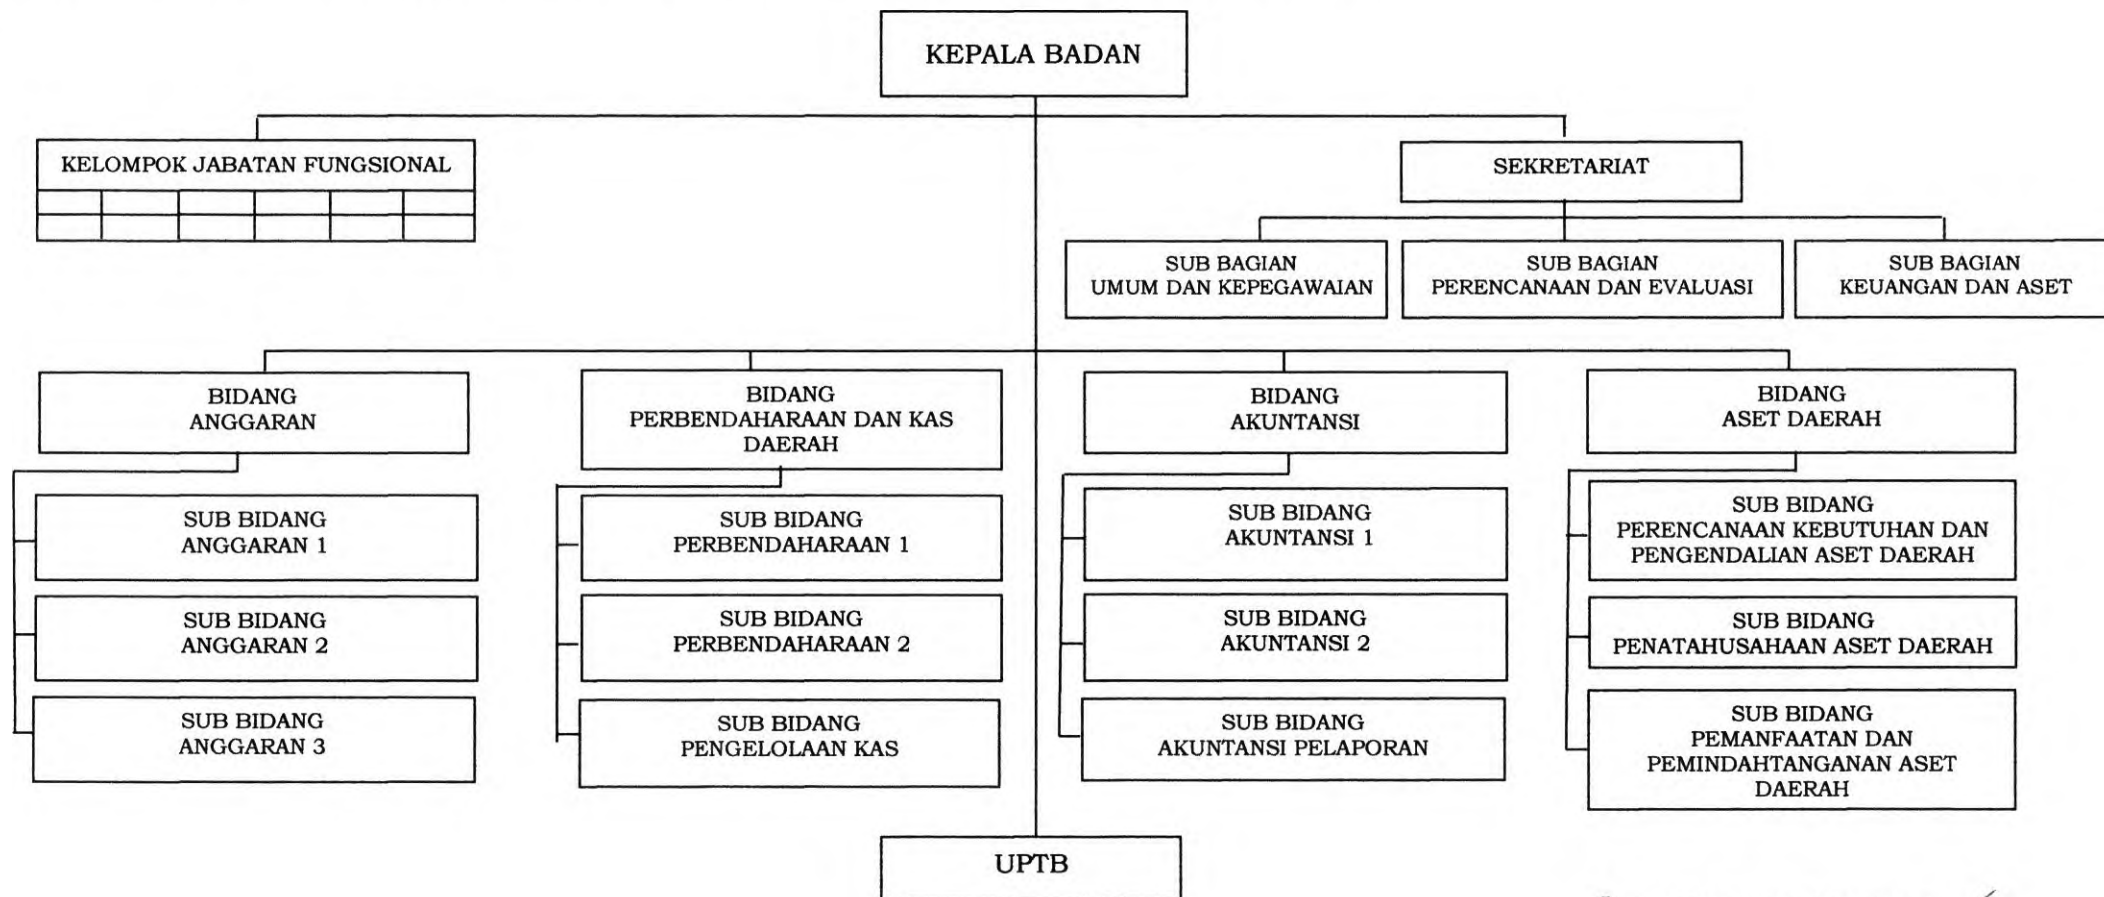 KEPALA BADAN
KELOMPOK JABATAN FUNGSIONAL
SEKRETARIAT
SUB BAGIAN
UMUM DAN KEPEGAWAIAN
SUB BAGIAN
PERENCANAAN DAN EVALUASI
SUB BAGIAN
KEUANGAN DAN ASET
BIDANG
ANGGARAN
BIDANG
PERBENDAHARAAN DAN KAS
DAERAH
BIDANG
AKUNTANSI
BIDANG
ASET DAERAH
SUB BIDANG
ANGGARAN 1
SUB BIDANG
PERBENDAHARAAN 1
SUB BIDANG
AKUNTANSI 1
SUB BIDANG
PERENCANAAN KEBUTUHAN DAN
PENGENDALIAN ASET DAERAH
SUB BIDANG
ANGGARAN 2
SUB BIDANG
PERBENDAHARAAN 2
SUB BIDANG
AKUNTANSI 2
SUB BIDANG
PENATAHUSAHAAN ASET DAERAH
SUB BIDANG
ANGGARAN 3
SUB BIDANG
PENGELOLAAN KAS
SUB BIDANG
AKUNTANSI PELAPORAN
SUB BIDANG
PEMANFAATAN DAN
PEMINDAHTANGANAN ASET
DAERAH
UPTB